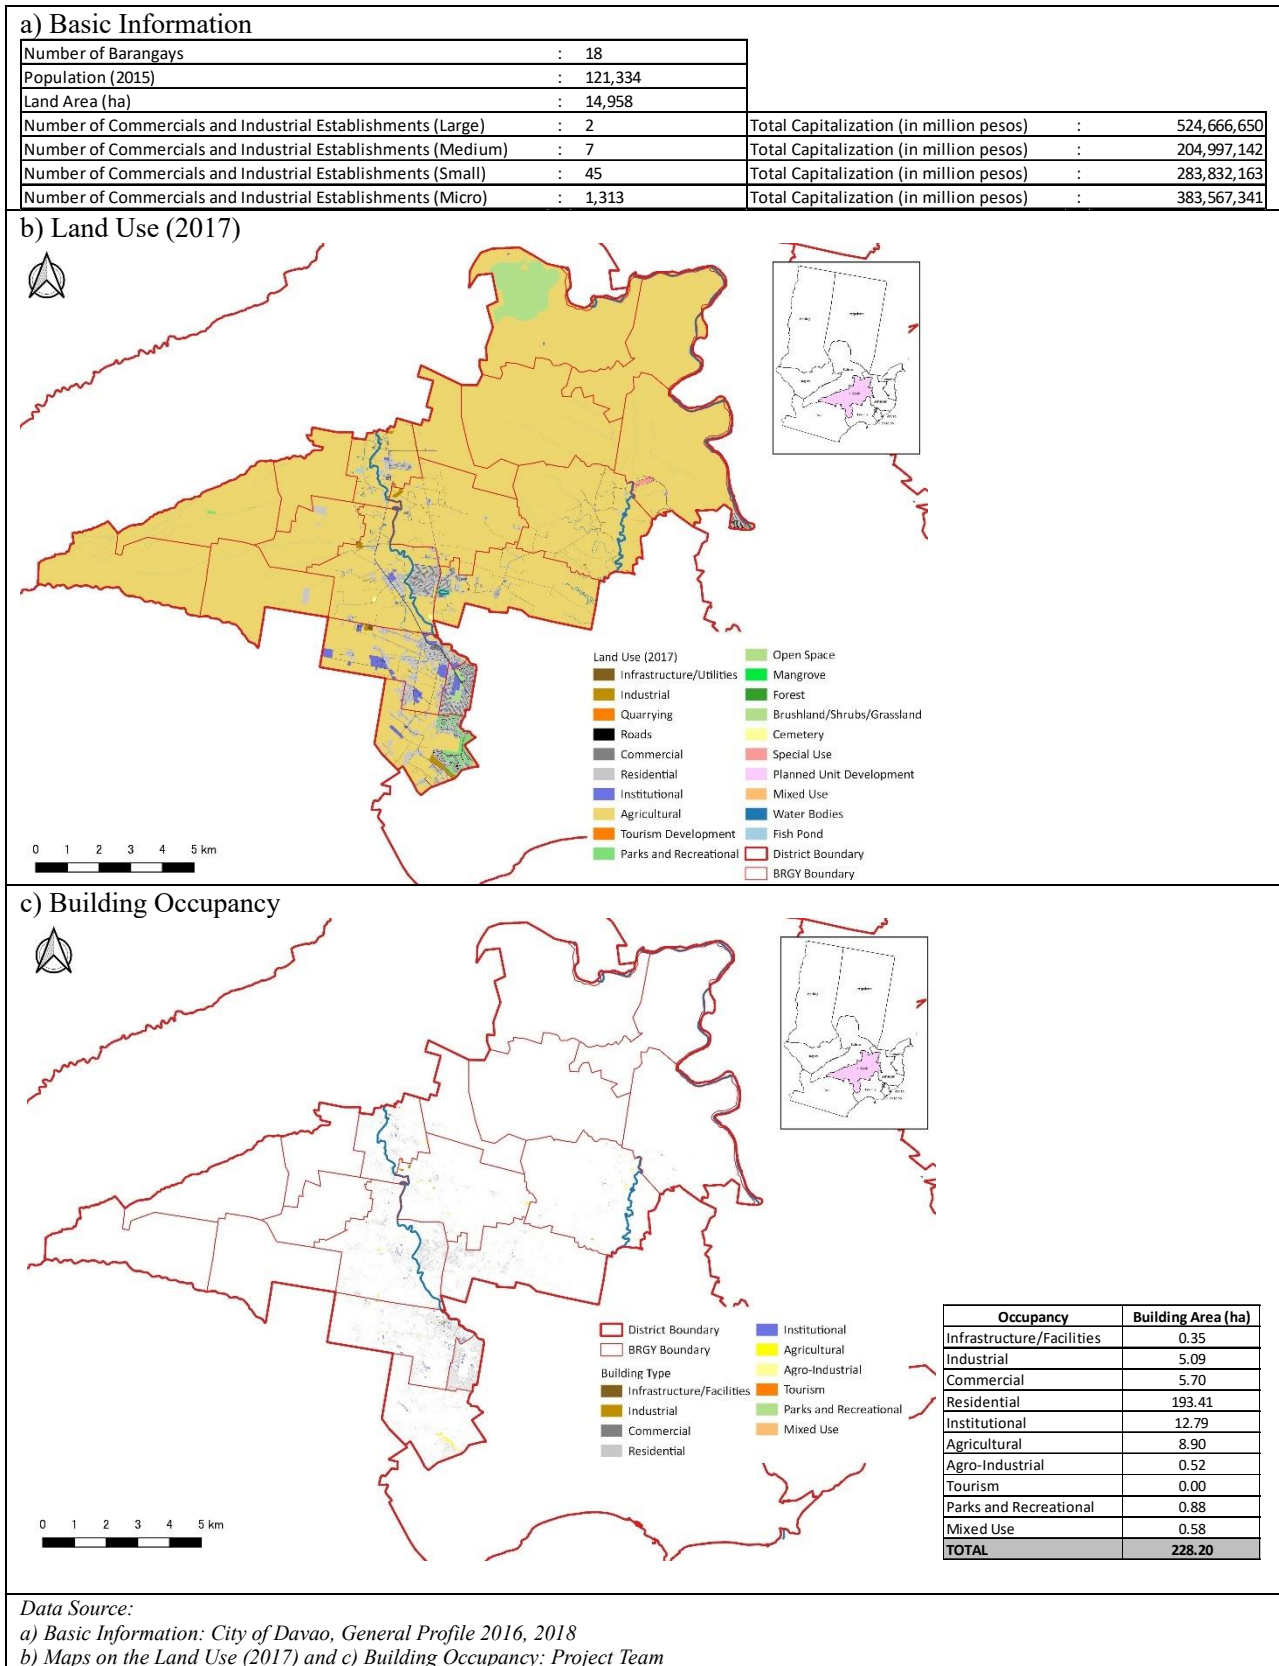 a) Basic Information
Number of Barangays : 18
Population (2015) : 121,334
Land Area (ha) : 14,958
Number of Commercials and Industrial Establishments (Large) : 2 Total Capitalization (in million pesos) : 524,666,650
Number of Commercials and Industrial Establishments (Medium) : 7 Total Capitalization (in million pesos) : 204,997,142
Number of Commercials and Industrial Establishments (Small) : 45 Total Capitalization (in million pesos) : 283,832,163
Number of Commercials and Industrial Establishments (Micro) : 1,313 Total Capitalization (in million pesos) : 383,567,341
b) Land Use (2017)
Land Use (2017)
Infrastructure/Utilities
Industrial
Quarrying
Roads
Commercial
Residential
Institutional
Agricultural
Tourism Development
Parks and Recreational
Open Space
Mangrove
Forest
Brushland/Shrubs/Grassland
Cemetery
Special Use
Planned Unit Development
Mixed Use
Water Bodies
Fish Pond
District Boundary
BRGY Boundary
0 1 2 3 4 5 km
c) Building Occupancy
District Boundary
BRGY Boundary
Building Type
Infrastructure/Facilities
Industrial
Commercial
Residential
Institutional
Agricultural
Agro-Industrial
Tourism
Parks and Recreational
Mixed Use
0 1 2 3 4 5 km
Occupancy Building Area (ha)
Infrastructure/Facilities 0.35
Industrial 5.09
Commercial 5.70
Residential 193.41
Institutional 12.79
Agricultural 8.90
Agro-Industrial 0.52
Tourism 0.00
Parks and Recreational 0.88
Mixed Use 0.58
TOTAL 228.20
Data Source:
a) Basic Information: City of Davao, General Profile 2016, 2018
b) Maps on the Land Use (2017) and c) Building Occupancy: Project Team